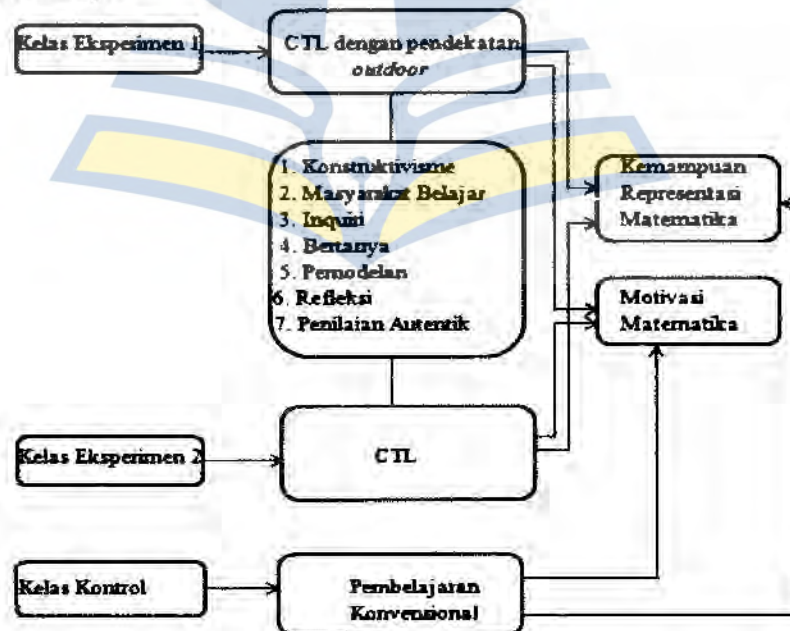 Kelas Eksperimen 1
CTL dengan pendekatan
outdoor
1. Konstruktivisme
2. Masyarakat Belajar
3. Inquiri
4. Bertanya
5. Pemodelan
6. Refleksi
7. Penilaian Autentik
Kemampuan
Representasi
Matematika
Motivasi
Matematika
Kelas Eksperimen 2
CTL
Kelas Kontrol
Pembelajaran
Konvensional